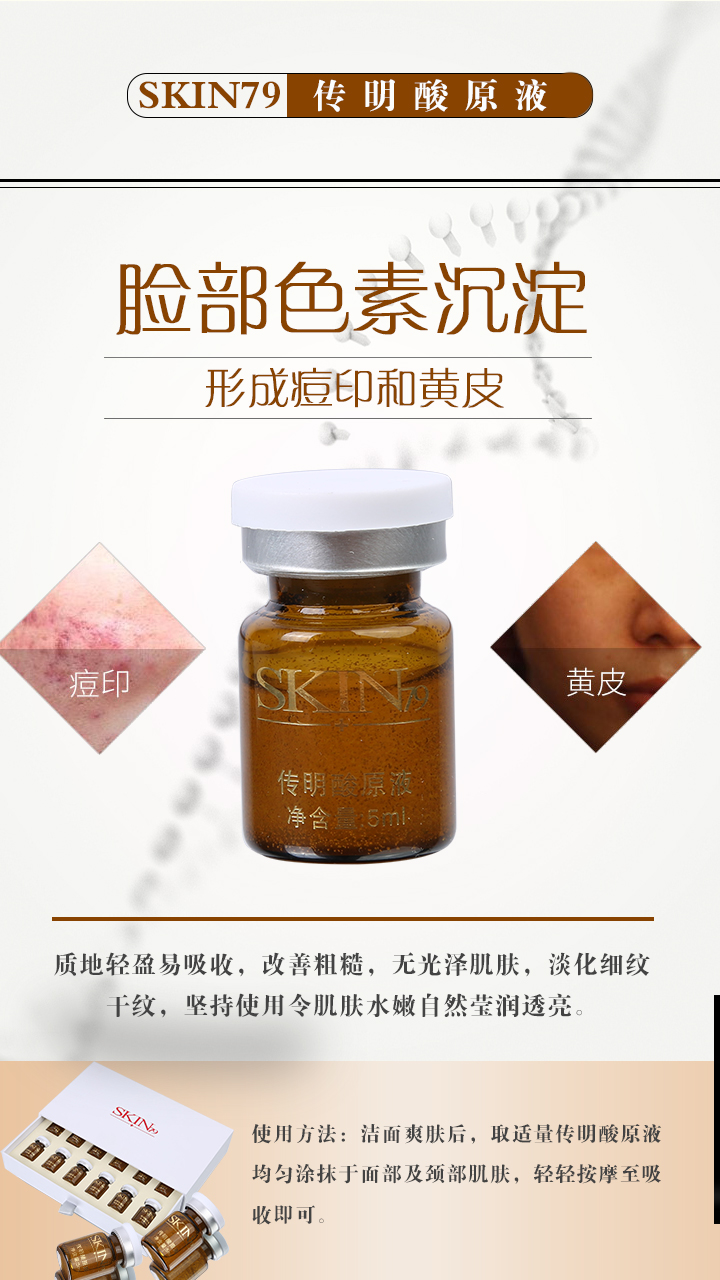 SKIN79 传明酸原液
脸部色素沉淀
形成痘印和黄皮
痘印
黄皮
SKIN79
传明酸原液
净含量 5ml
质地轻盈易吸收，改善粗糙，无光泽肌肤，淡化细纹
干纹，坚持使用令肌肤水嫩自然莹润透亮。
SKIN79
使用方法：洁面爽肤后，取适量传明酸原液
均匀涂抹于面部及颈部肌肤，轻轻按摩至吸
收即可。
SKIN